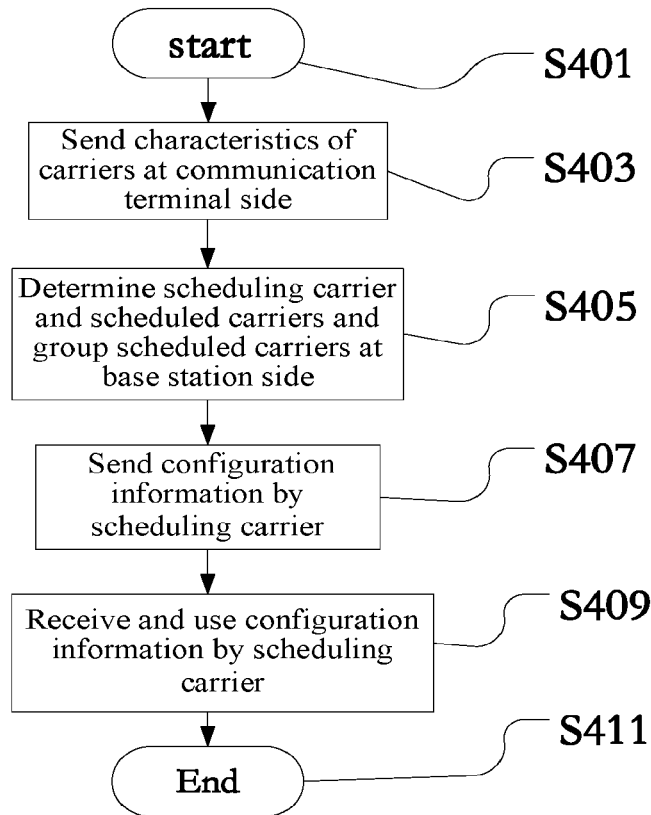 start
S401
Send characteristics of
carriers at communication
terminal side
S403
Determine scheduling carrier
and scheduled carriers and
group scheduled carriers at
base station side
S405
Send configuration
information by
scheduling carrier
S407
Receive and use configuration
information by scheduling
carrier
S409
End
S411